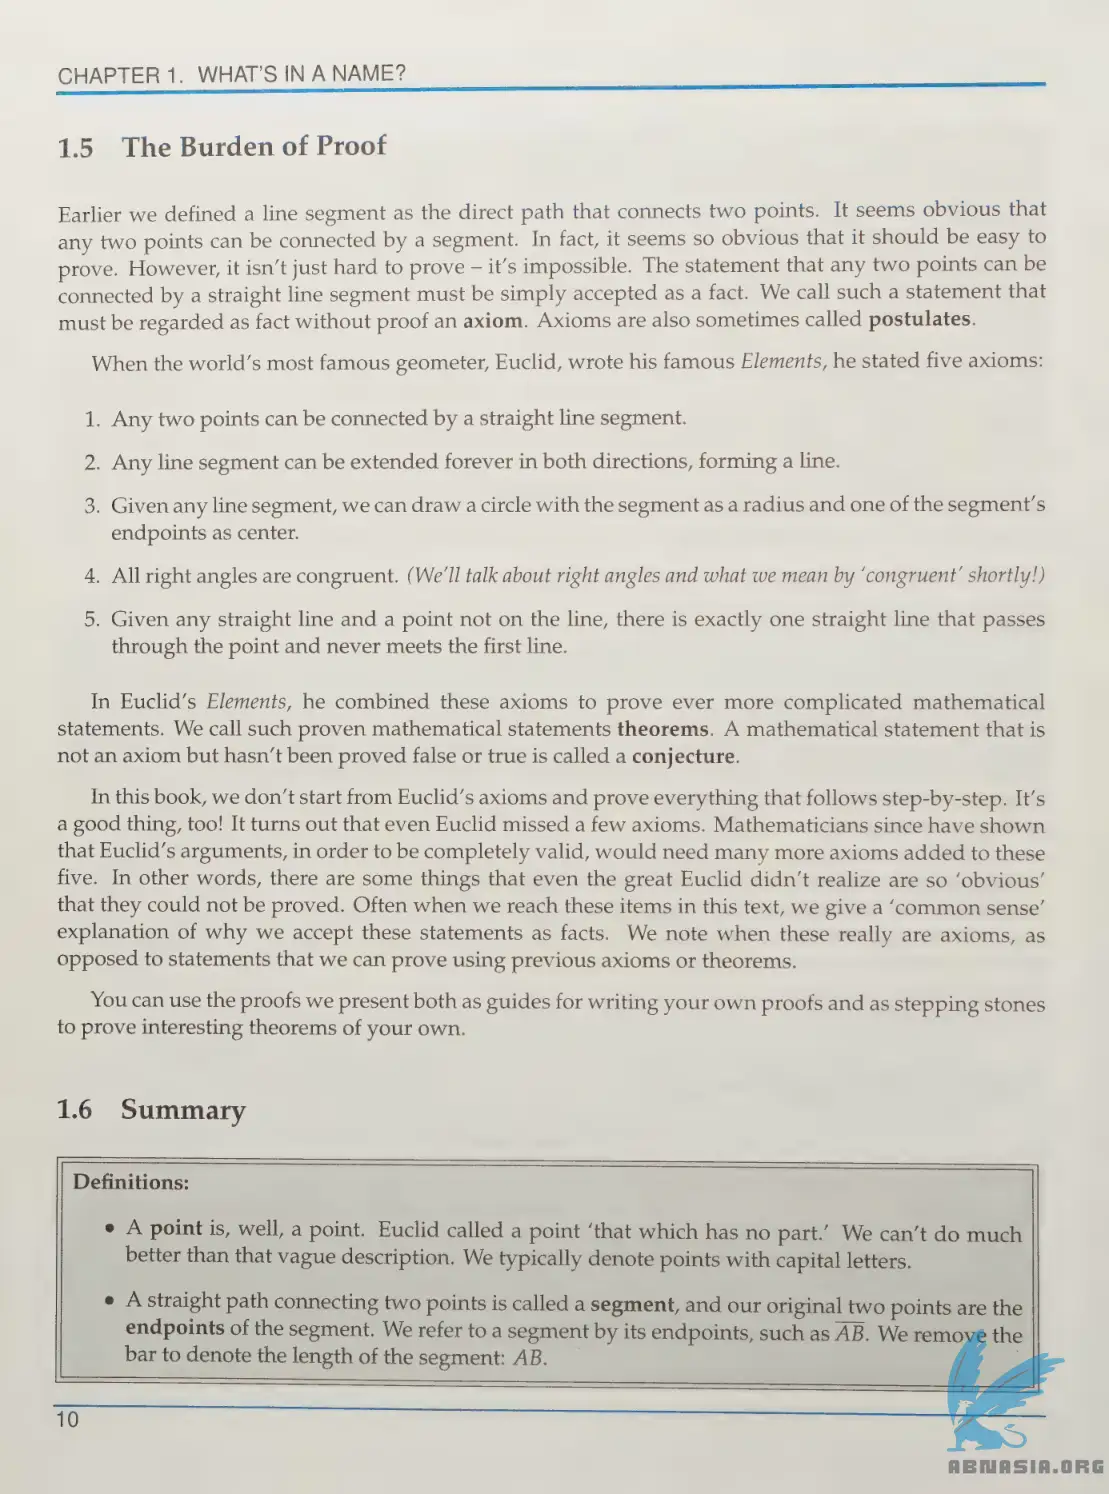 CHAPTER 1. WHAT'S IN A NAME?
1.5 The Burden of Proof
Earlier we defined a line segment as the direct path that connects two points. It seems obvious that
any two points can be connected by a segment. In fact, it seems so obvious that it should be easy to
prove. However, it isn't just hard to prove – it's impossible. The statement that any two points can be
connected by a straight line segment must be simply accepted as a fact. We call such a statement that
must be regarded as fact without proof an axiom. Axioms are also sometimes called postulates.
When the world's most famous geometer, Euclid, wrote his famous Elements, he stated five axioms:
1. Any two points can be connected by a straight line segment.
2. Any line segment can be extended forever in both directions, forming a line.
3. Given any line segment, we can draw a circle with the segment as a radius and one of the segment's
endpoints as center.
4. All right angles are congruent. (We'll talk about right angles and what we mean by 'congruent' shortly!)
5. Given any straight line and a point not on the line, there is exactly one straight line that passes
through the point and never meets the first line.
In Euclid's Elements, he combined these axioms to prove ever more complicated mathematical
statements. We call such proven mathematical statements theorems. A mathematical statement that is
not an axiom but hasn't been proved false or true is called a conjecture.
In this book, we don't start from Euclid's axioms and prove everything that follows step-by-step. It's
a good thing, too! It turns out that even Euclid missed a few axioms. Mathematicians since have shown
that Euclid's arguments, in order to be completely valid, would need many more axioms added to these
five. In other words, there are some things that even the great Euclid didn't realize are so 'obvious'
that they could not be proved. Often when we reach these items in this text, we give a 'common sense'
explanation of why we accept these statements as facts. We note when these really are axioms, as
opposed to statements that we can prove using previous axioms or theorems.
You can use the proofs we present both as guides for writing your own proofs and as stepping stones
to prove interesting theorems of your own.
1.6 Summary
Definitions:
• A point is, well, a point. Euclid called a point 'that which has no part.' We can't do much
better than that vague description. We typically denote points with capital letters.
• A straight path connecting two points is called a segment, and our original two points are the
endpoints of the segment. We refer to a segment by its endpoints, such as A̅B̅. We remove the
bar to denote the length of the segment: AB.
10
ABNASIA.ORG